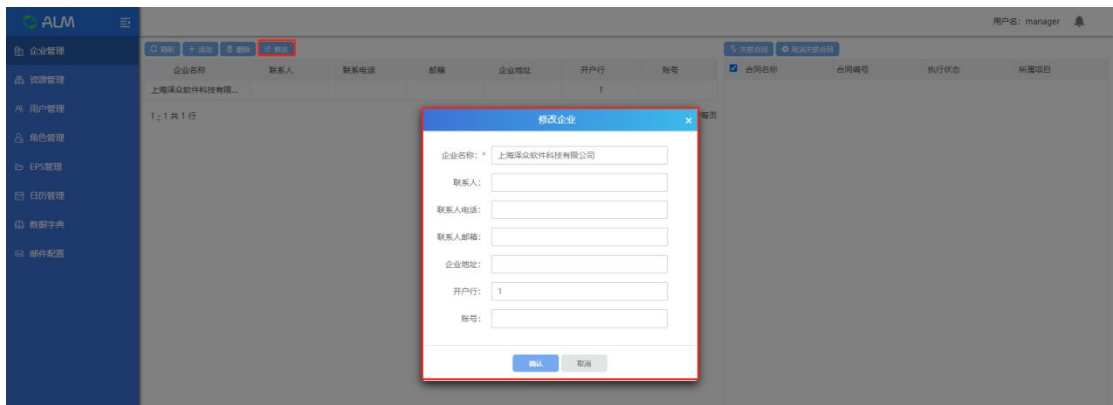 ALM
用户名: manager
企业管理
资源管理
用户管理
角色管理
EPS管理
日历管理
数据字典
邮件配置
刷新 + 添加 删除 修改
企业名称 联系人 联系电话 邮箱 企业地址 开户行 账号
上海泽众软件科技有限... 1
1 - 1 共 1 行
每页
关联合同 取消关联合同
合同名称 合同编号 执行状态 所属项目
修改企业 ×
企业名称: * 上海泽众软件科技有限公司
联系人:
联系人电话:
联系人邮箱:
企业地址:
开户行: 1
账号:
确认 取消